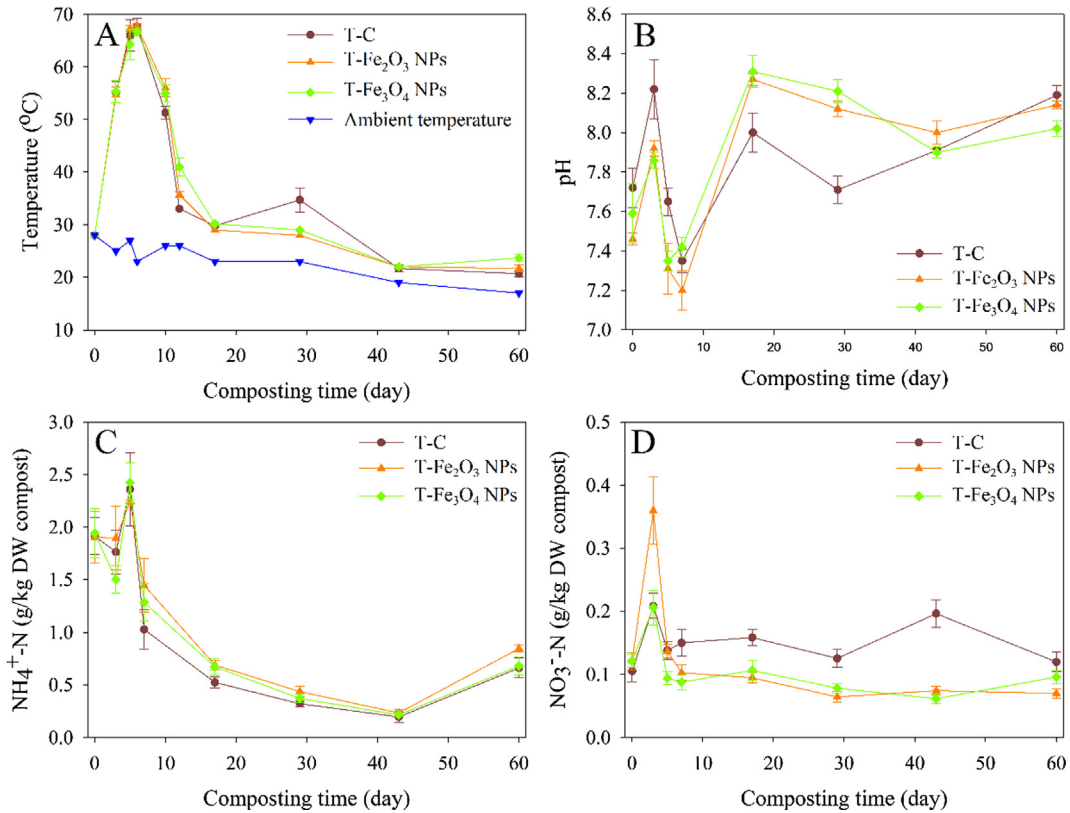 A
Temperature (°C)
70
60
50
40
30
20
10
T-C
T-Fe₂O₃ NPs
T-Fe₃O₄ NPs
Ambient temperature
0 10 20 30 40 50 60
Composting time (day)
B
pH
8.6
8.4
8.2
8.0
7.8
7.6
7.4
7.2
7.0
T-C
T-Fe₂O₃ NPs
T-Fe₃O₄ NPs
0 10 20 30 40 50 60
Composting time (day)
C
NH4⁺-N (g/kg DW compost)
3.0
2.5
2.0
1.5
1.0
0.5
0.0
T-C
T-Fe₂O₃ NPs
T-Fe₃O₄ NPs
0 10 20 30 40 50 60
Composting time (day)
D
NO₃⁻-N (g/kg DW compost)
0.5
0.4
0.3
0.2
0.1
0.0
T-C
T-Fe₂O₃ NPs
T-Fe₃O₄ NPs
0 10 20 30 40 50 60
Composting time (day)